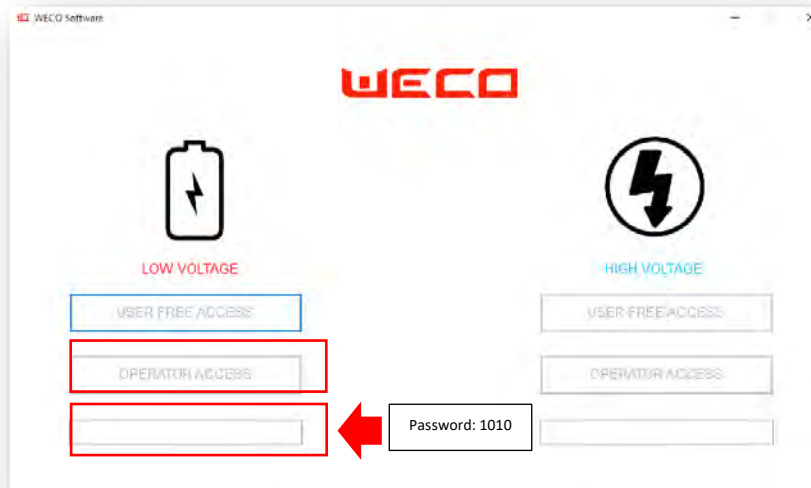 WECO Software
WECO
LOW VOLTAGE
HIGH VOLTAGE
USER FREE ACCESS
USER FREE ACCESS
OPERATOR ACCESS
OPERATOR ACCESS
Password: 1010